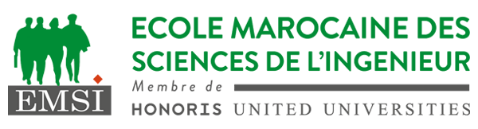 ECOLE MAROCAINE DES
SCIENCES DE L'INGENIEUR
Membre de
HONORIS UNITED UNIVERSITIES
EMSI